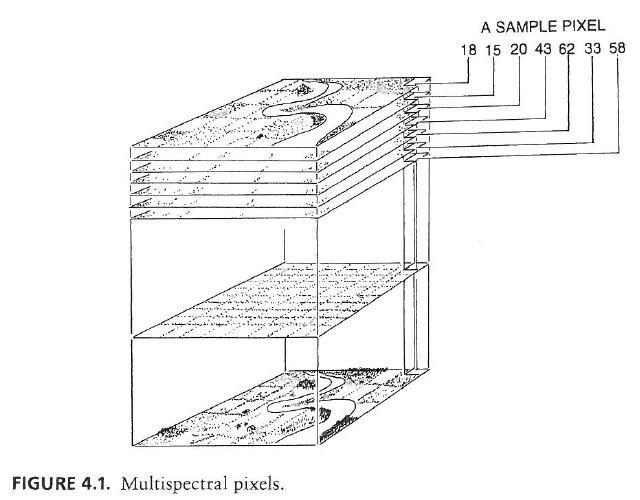 A SAMPLE PIXEL
18 15 20 43 62 33 58
FIGURE 4.1. Multispectral pixels.